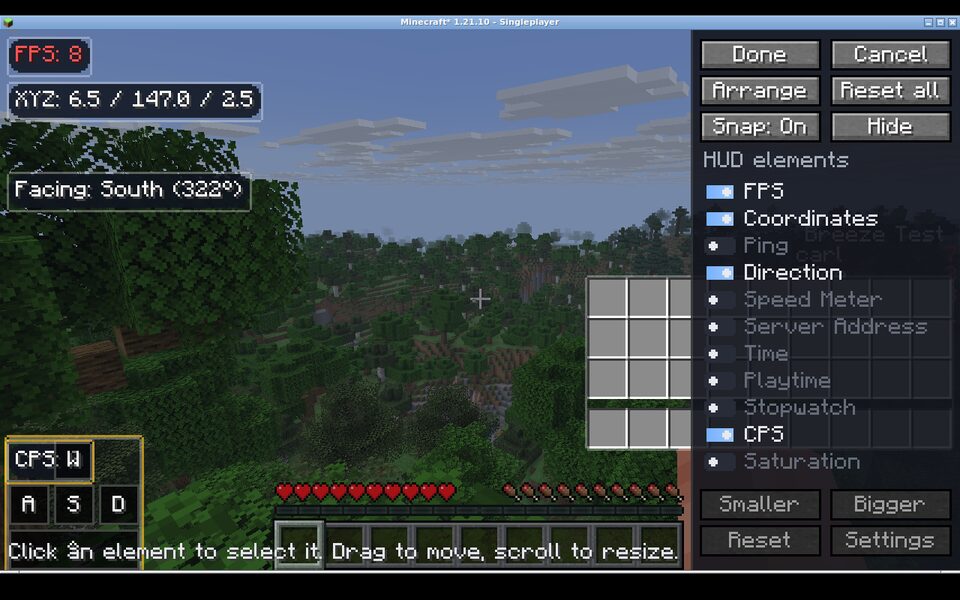 Minecraft* 1.21.10 - Singleplayer
FPS: 8
XYZ: 6.5 / 147.0 / 2.5
Facing: South (322°)
Done
Cancel
Arrange
Reset all
Snap: On
Hide
HUD elements
FPS
Coordinates
Ping
Direction
Speed Meter
Server Address
Time
Playtime
Stopwatch
CPS
Saturation
Smaller
Bigger
Reset
Settings
Breeze Test
carl
CPS: W
A S D
Click an element to select it. Drag to move, scroll to resize.